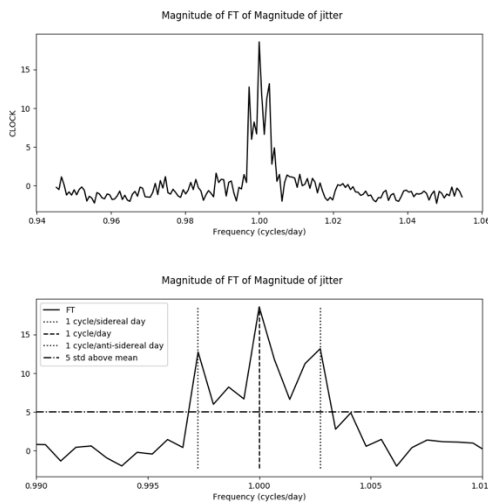 Magnitude of FT of Magnitude of jitter
15
10
5
0
CLOCK
0.94 0.96 0.98 1.00 1.02 1.04 1.06
Frequency (cycles/day)
Magnitude of FT of Magnitude of jitter
FT
1 cycle/sidereal day
1 cycle/day
1 cycle/anti-sidereal day
5 std above mean
15
10
5
0
0.990 0.995 1.000 1.005 1.010
Frequency (cycles/day)